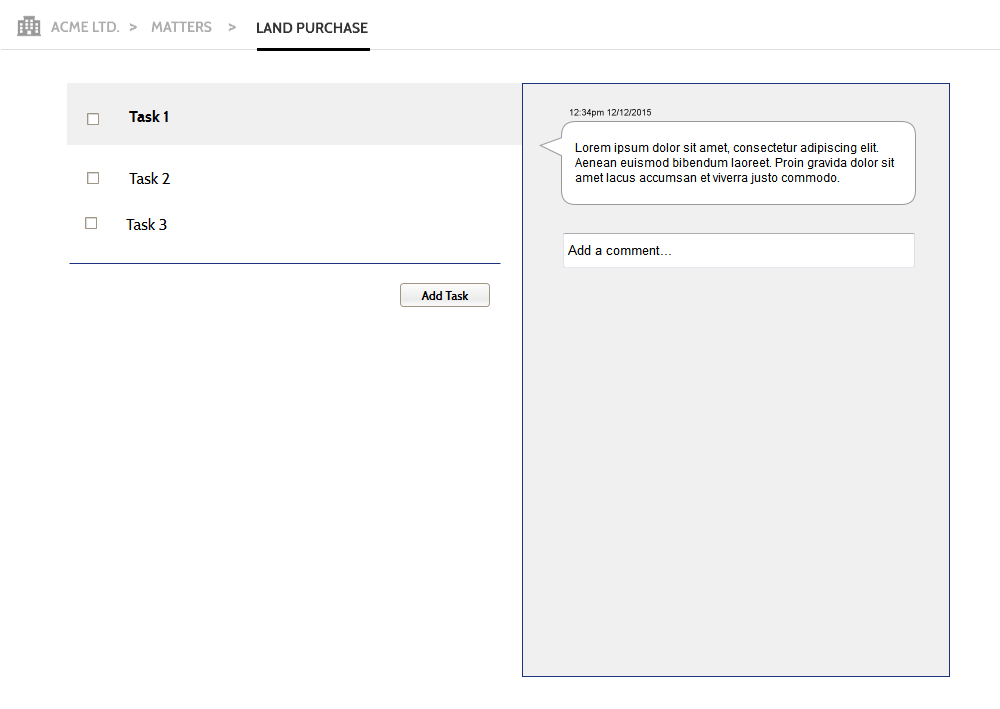 ACME LTD. > MATTERS > LAND PURCHASE
Task 1
Task 2
Task 3
Add Task
12:34pm 12/12/2015
Lorem ipsum dolor sit amet, consectetur adipiscing elit.
Aenean euismod bibendum laoreet. Proin gravida dolor sit
amet lacus accumsan et viverra justo commodo.
Add a comment...